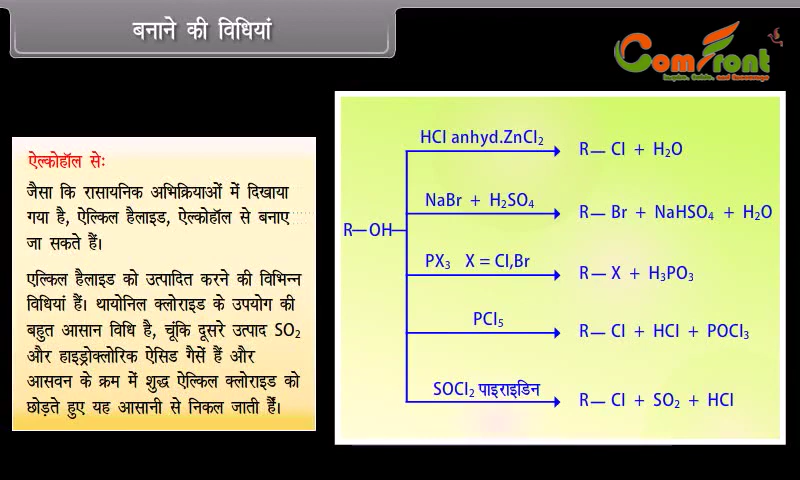 बनाने की विधियां
ComFront
ऐल्कोहॉल से:
जैसा कि रासायनिक अभिक्रियाओं में दिखाया
गया है, ऐल्किल हैलाइड, ऐल्कोहॉल से बनाए
जा सकते हैं।
एल्किल हैलाइड को उत्पादित करने की विभिन्न
विधियां हैं। थायोनिल क्लोराइड के उपयोग की
बहुत आसान विधि है, चूंकि दूसरे उत्पाद SO₂
और हाइड्रोक्लोरिक ऐसिड गैसें हैं और
आसवन के क्रम में शुद्ध ऐल्किल क्लोराइड को
छोड़ते हुए यह आसानी से निकल जाती हैं।
R—OH
HCl anhyd.ZnCl₂
R—Cl + H₂O
NaBr + H₂SO₄
R—Br + NaHSO₄ + H₂O
PX₃ X = Cl,Br
R—X + H₃PO₃
PCl₅
R—Cl + HCl + POCl₃
SOCl₂ पाइराइडिन
R—Cl + SO₂ + HCl